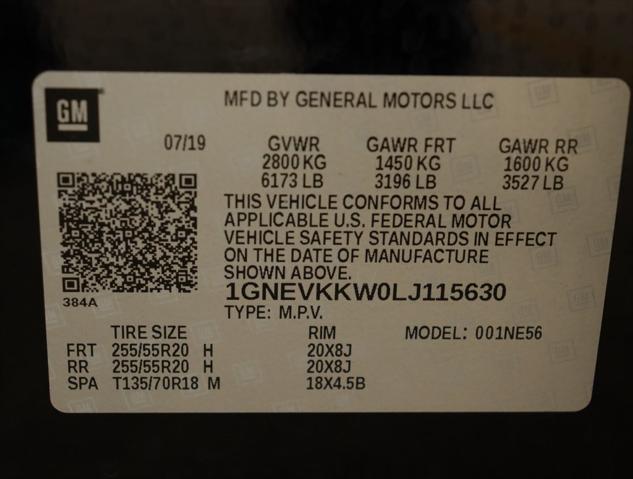 GM
MFD BY GENERAL MOTORS LLC
07/19 GVWR GAWR FRT GAWR RR
2800 KG 1450 KG 1600 KG
6173 LB 3196 LB 3527 LB
THIS VEHICLE CONFORMS TO ALL
APPLICABLE U.S. FEDERAL MOTOR
VEHICLE SAFETY STANDARDS IN EFFECT
ON THE DATE OF MANUFACTURE
SHOWN ABOVE.
384A
1GNEVKKW0LJ115630
TYPE: M.P.V.
TIRE SIZE RIM MODEL: 001NE56
FRT 255/55R20 H 20X8J
RR 255/55R20 H 20X8J
SPA T135/70R18 M 18X4.5B